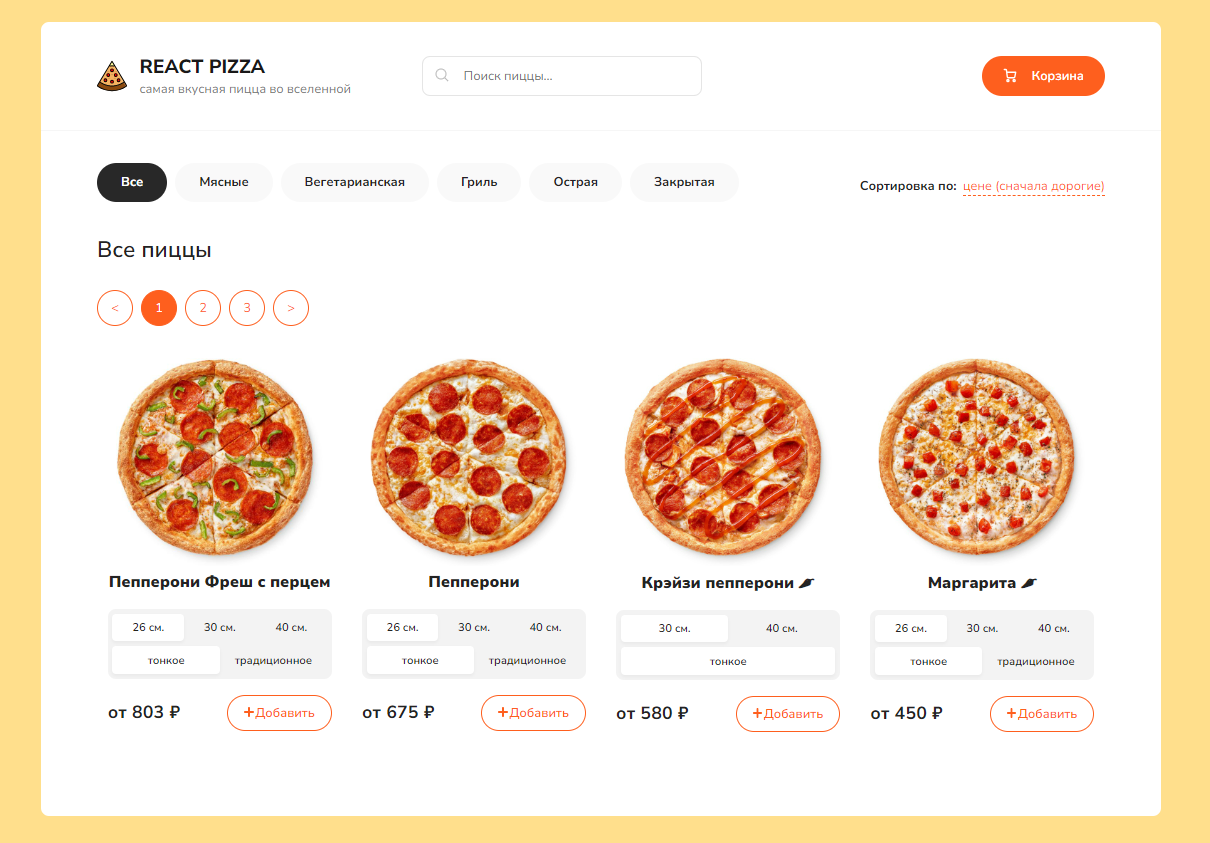 REACT PIZZA
самая вкусная пицца во вселенной
Поиск пиццы...
Корзина
Все Мясные Вегетарианская Гриль Острая Закрытая
Сортировка по: цене (сначала дорогие)
Все пиццы
< 1 2 3 >
Пепперони Фреш с перцем
26 см. 30 см. 40 см.
тонкое традиционное
от 803 ₽ +Добавить
Пепперони
26 см. 30 см. 40 см.
тонкое традиционное
от 675 ₽ +Добавить
Крэйзи пепперони 🌶
30 см. 40 см.
тонкое
от 580 ₽ +Добавить
Маргарита 🌶
26 см. 30 см. 40 см.
тонкое традиционное
от 450 ₽ +Добавить